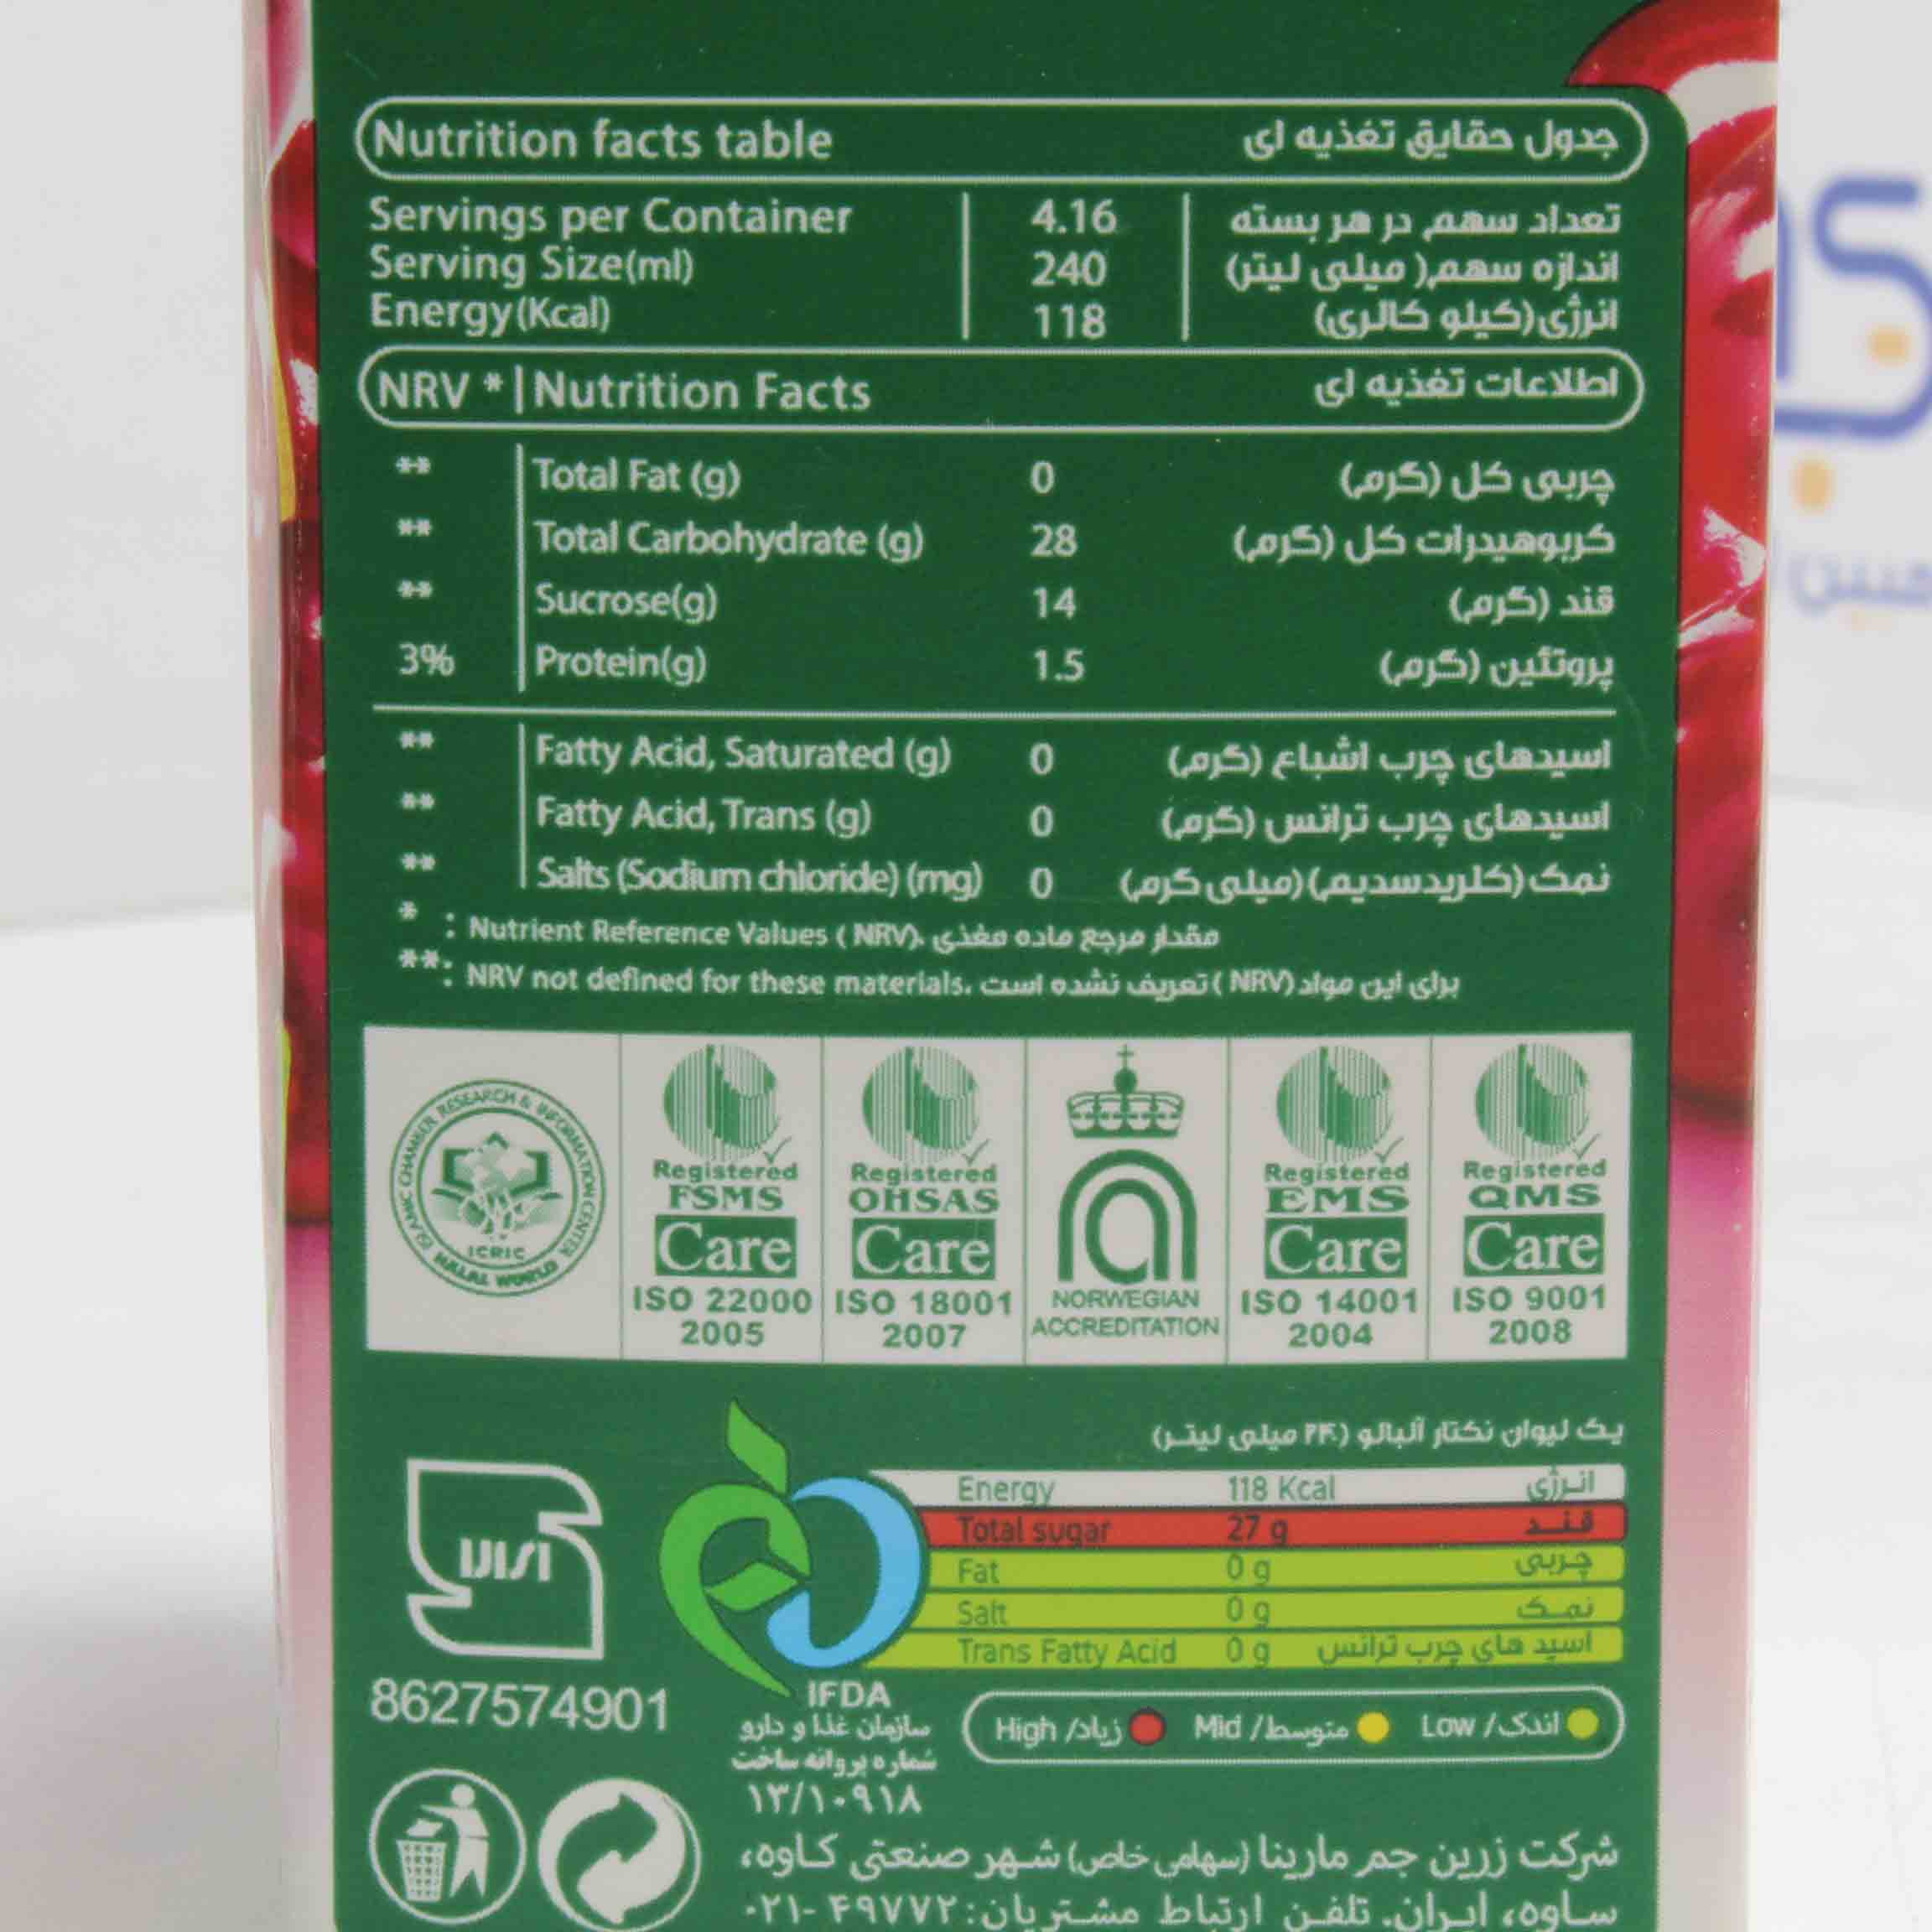 Nutrition facts table جدول حقایق تغذیه ای
Servings per Container 4.16 تعداد سهم در هر بسته
Serving Size(ml) 240 اندازه سهم( میلی لیتر)
Energy(Kcal) 118 انرژی(کیلو کالری)
NRV * | Nutrition Facts اطلاعات تغذیه ای
** Total Fat (g) 0 چربی کل (گرم)
** Total Carbohydrate (g) 28 کربوهیدرات کل (گرم)
** Sucrose(g) 14 قند (گرم)
3% Protein(g) 1.5 پروتئین (گرم)
** Fatty Acid, Saturated (g) 0 اسیدهای چرب اشباع (گرم)
** Fatty Acid, Trans (g) 0 اسیدهای چرب ترانس (گرم)
** Salts (Sodium chloride) (mg) 0 نمک (کلریدسدیم)(میلی گرم)
* : Nutrient Reference Values ( NRV). مقدار مرجع ماده مغذی
**: NRV not defined for these materials. برای این مواد (NRV) تعریف نشده است
ISLAMIC CHAMBER RESEARCH & INFORMATION CENTER
ICRIC
HALAL WORLD
Registered
FSMS
Care
ISO 22000
2005
Registered
OHSAS
Care
ISO 18001
2007
NORWEGIAN
ACCREDITATION
Registered
EMS
Care
ISO 14001
2004
Registered
QMS
Care
ISO 9001
2008
یک لیوان نکتار آلبالو (۲۴۰ میلی لیتر)
Energy 118 Kcal انرژی
Total sugar 27 g قند
Fat 0 g چربی
Salt 0 g نمک
Trans Fatty Acid 0 g اسید های چرب ترانس
High /زیاد Mid /متوسط Low /اندک
8627574901
IFDA
سازمان غذا و دارو
شماره پروانه ساخت
۱۳/۱۰۹۱۸
شرکت زرین جم مارینا (سهامی خاص) شهر صنعتی کاوه،
ساوه، ایران. تلفن ارتباط مشتریان: ۴۹۷۷۲ -۰۲۱